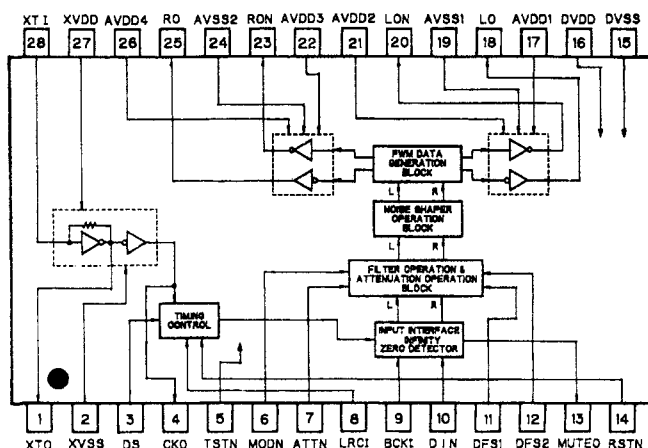 XTI XVDD AVDD4 RO AVSS2 RON AVDD3 AVDD2 LON AVSS1 LO AVDD1 DVDD DVSS
28 27 26 25 24 23 22 21 20 19 18 17 16 15
PWM DATA
GENERATION
BLOCK
L R
NOISE SHAPER
OPERATION
BLOCK
L R
FILTER OPERATION &
ATTENUATION OPERATION
BLOCK
L R
TIMING
CONTROL
INPUT INTERFACE
INFINITY
ZERO DETECTOR
1 2 3 4 5 6 7 8 9 10 11 12 13 14
XTO XVSS DS CKO TSTN MODN ATTN LRCI BCKI DIN DFS1 DFS2 MUTEO RSTN